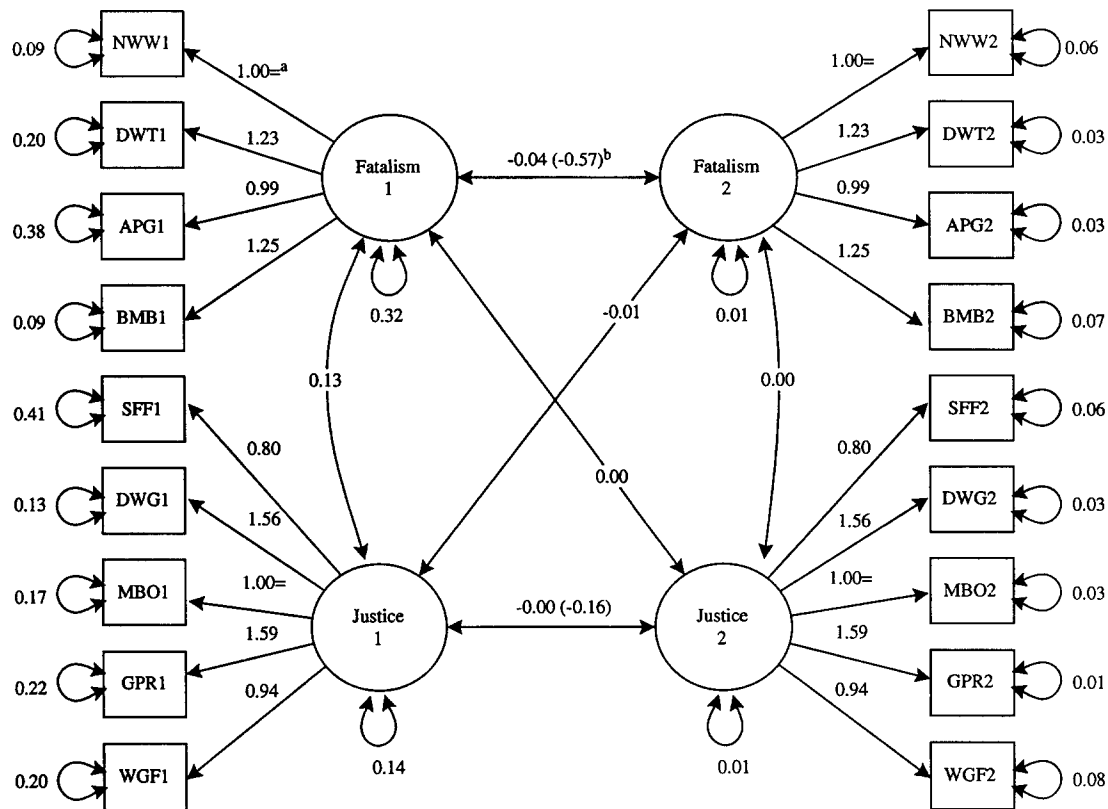 0.09 NWW1 1.00=a 1.00= NWW2 0.06
0.20 DWT1 1.23 1.23 DWT2 0.03
Fatalism
1
-0.04 (-0.57)b
Fatalism
2
0.38 APG1 0.99 0.99 APG2 0.03
1.25 1.25
0.09 BMB1 0.32 -0.01 0.01 BMB2 0.07
0.13 0.00
0.41 SFF1 0.80 0.80 SFF2 0.06
0.00
0.13 DWG1 1.56 1.56 DWG2 0.03
0.17 MBO1 1.00= 1.00= MBO2 0.03
Justice
1
-0.00 (-0.16)
Justice
2
1.59 1.59
0.22 GPR1 0.94 0.94 GPR2 0.01
0.20 WGF1 0.14 0.01 WGF2 0.08